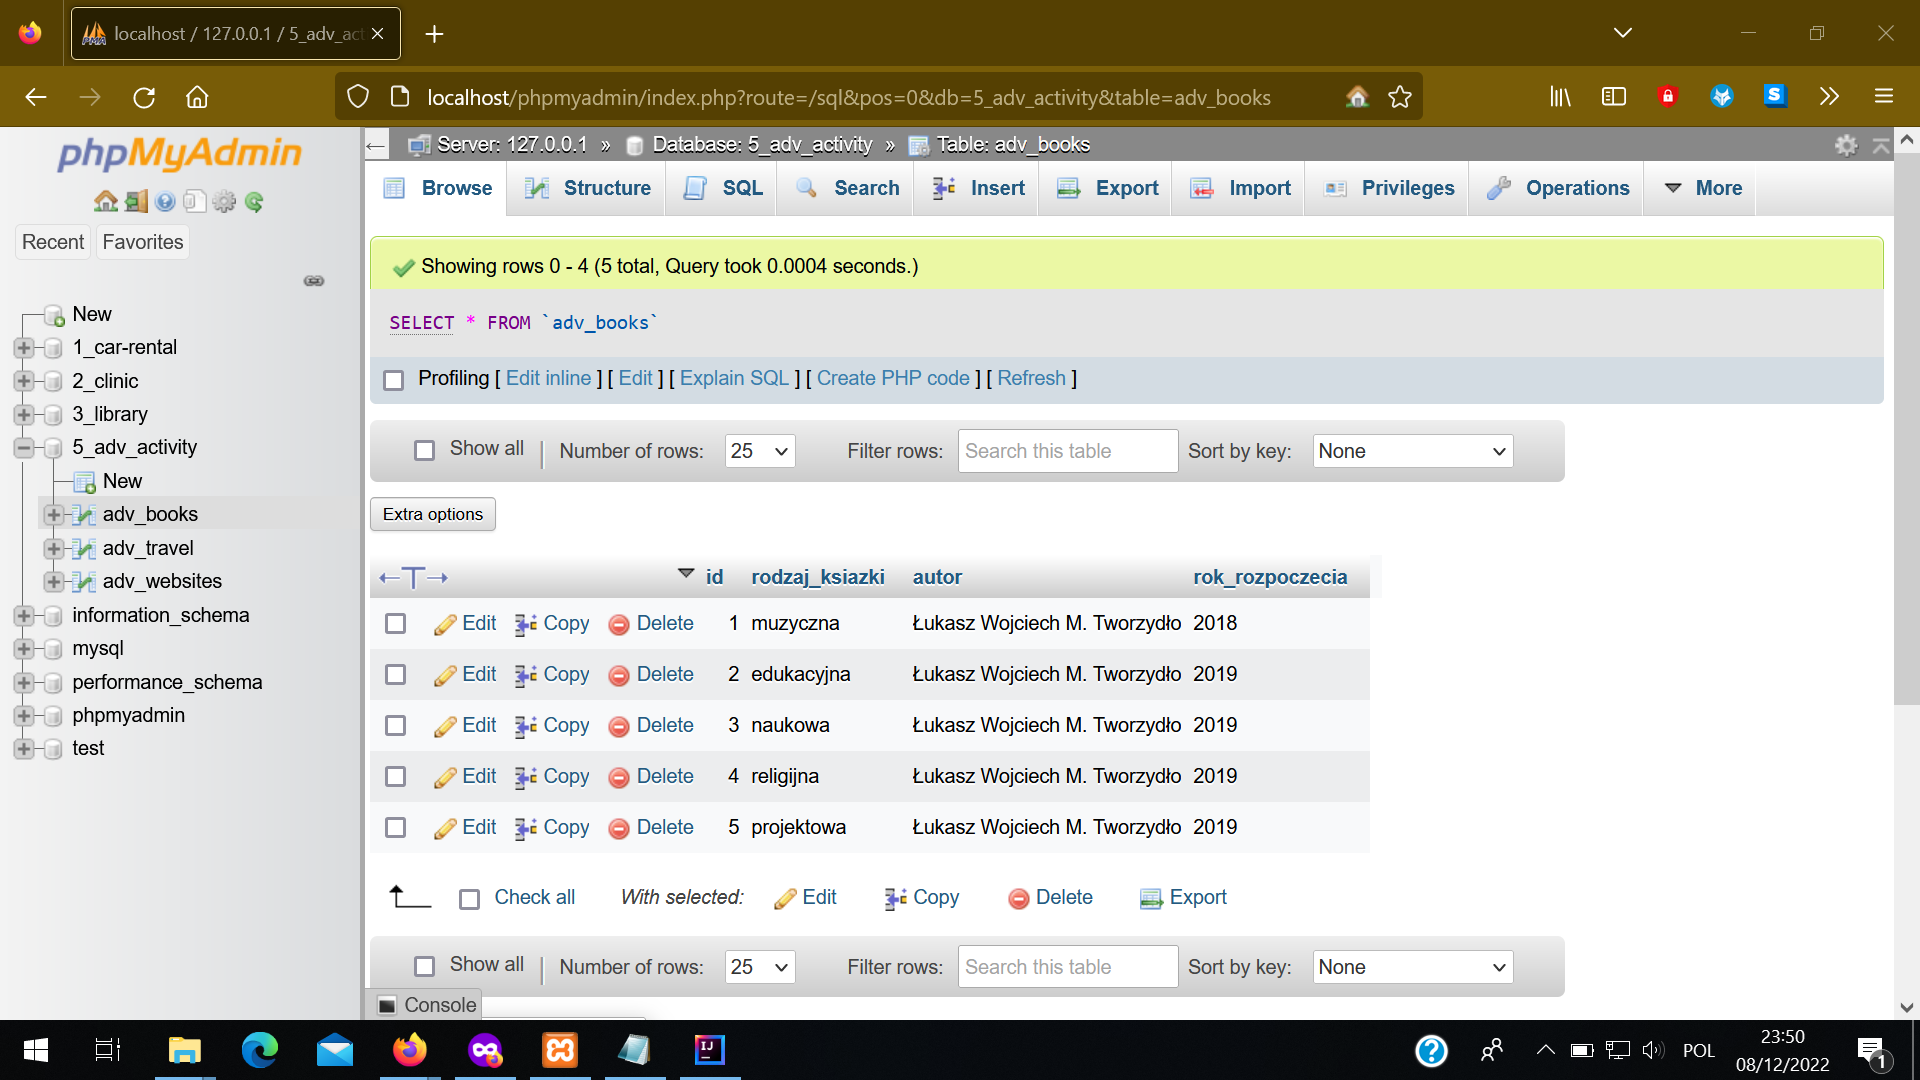 localhost / 127.0.0.1 / 5_adv_act
localhost/phpmyadmin/index.php?route=/sql&pos=0&db=5_adv_activity&table=adv_books
phpMyAdmin
Recent Favorites
New
1_car-rental
2_clinic
3_library
5_adv_activity
New
adv_books
adv_travel
adv_websites
information_schema
mysql
performance_schema
phpmyadmin
test
Server: 127.0.0.1 » Database: 5_adv_activity » Table: adv_books
Browse Structure SQL Search Insert Export Import Privileges Operations More
Showing rows 0 - 4 (5 total, Query took 0.0004 seconds.)
SELECT * FROM `adv_books`
Profiling [ Edit inline ] [ Edit ] [ Explain SQL ] [ Create PHP code ] [ Refresh ]
Show all Number of rows: 25 Filter rows: Search this table Sort by key: None
Extra options
id rodzaj_ksiazki autor rok_rozpoczecia
Edit Copy Delete 1 muzyczna Łukasz Wojciech M. Tworzydło 2018
Edit Copy Delete 2 edukacyjna Łukasz Wojciech M. Tworzydło 2019
Edit Copy Delete 3 naukowa Łukasz Wojciech M. Tworzydło 2019
Edit Copy Delete 4 religijna Łukasz Wojciech M. Tworzydło 2019
Edit Copy Delete 5 projektowa Łukasz Wojciech M. Tworzydło 2019
Check all With selected: Edit Copy Delete Export
Show all Number of rows: 25 Filter rows: Search this table Sort by key: None
Console
POL
23:50
08/12/2022
1